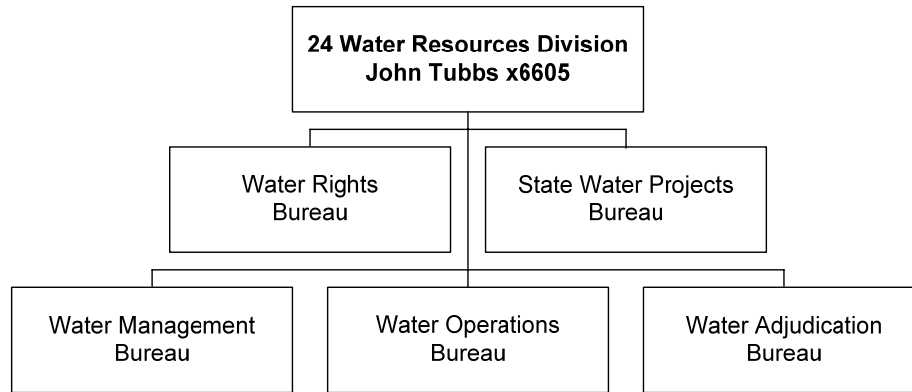 24 Water Resources Division
John Tubbs x6605
Water Rights
Bureau
State Water Projects
Bureau
Water Management
Bureau
Water Operations
Bureau
Water Adjudication
Bureau